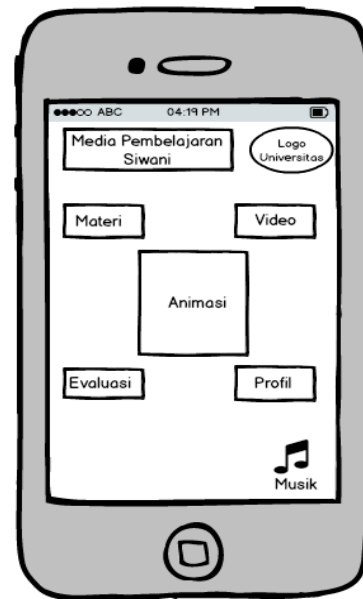 ●●●○○ ABC 04:19 PM
Media Pembelajaran
Siwani
Logo
Universitas
Materi
Video
Animasi
Evaluasi
Profil
Musik